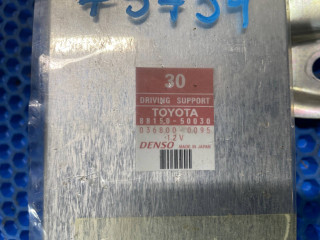 30
DRIVING SUPPORT
TOYOTA
89150-50030
12V
DENSO MADE IN JAPAN